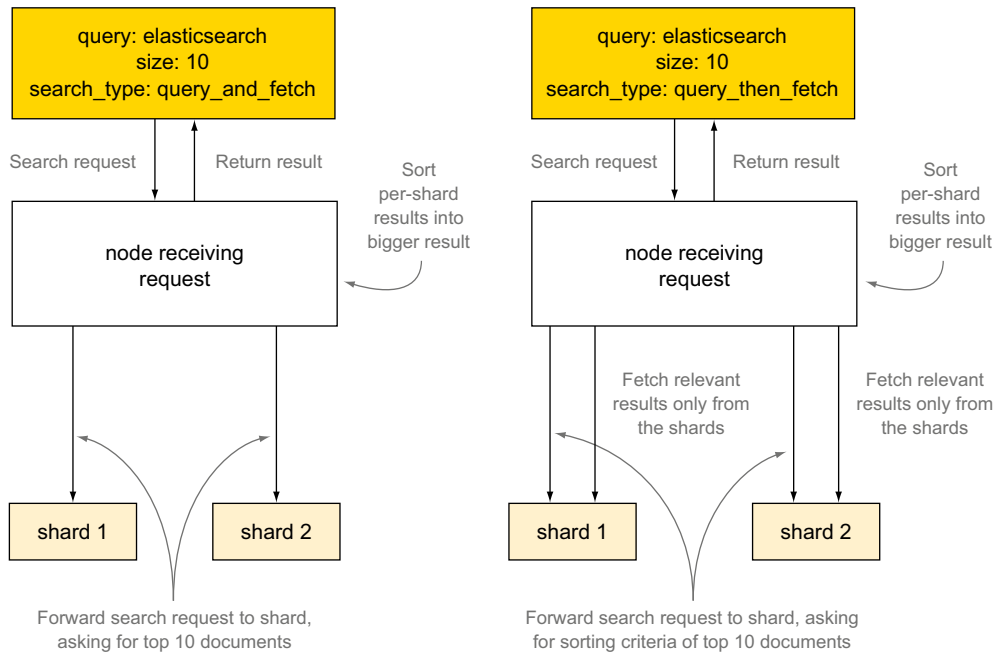 query: elasticsearch
size: 10
search_type: query_and_fetch
Search request
Return result
Sort
per-shard
results into
bigger result
node receiving
request
shard 1
shard 2
Forward search request to shard,
asking for top 10 documents
query: elasticsearch
size: 10
search_type: query_then_fetch
Search request
Return result
Sort
per-shard
results into
bigger result
node receiving
request
Fetch relevant
results only from
the shards
Fetch relevant
results only from
the shards
shard 1
shard 2
Forward search request to shard, asking
for sorting criteria of top 10 documents